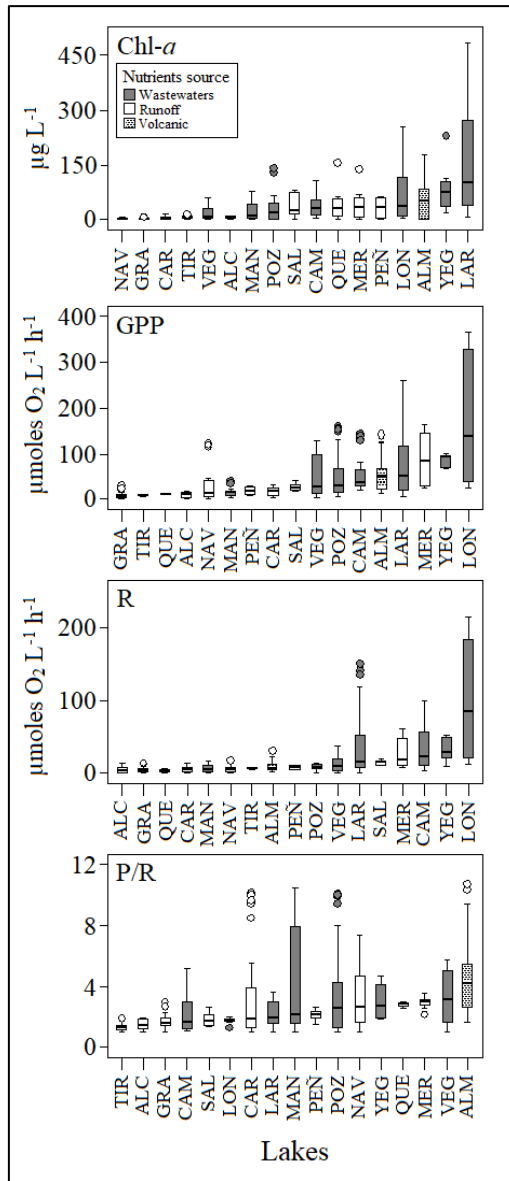 Chl-a
Nutrients source
Wastewaters
Runoff
Volcanic
µg L-1
450
300
150
0
NAV GRA CAR TIR VEG ALC MAN POZ SAL CAM QUE MER PEÑ LON ALM YEG LAR
GPP
µmoles O2 L-1 h-1
400
300
200
100
0
GRA TIR QUE ALC NAV MAN PEÑ CAR SAL VEG POZ CAM ALM LAR MER YEG LON
R
µmoles O2 L-1 h-1
200
100
0
ALC GRA QUE CAR MAN NAV TIR ALM PEÑ POZ VEG LAR SAL MER CAM YEG LON
P/R
12
8
4
0
TIR ALC GRA CAM SAL LON CAR LAR MAN PEÑ POZ NAV YEG QUE MER VEG ALM
Lakes